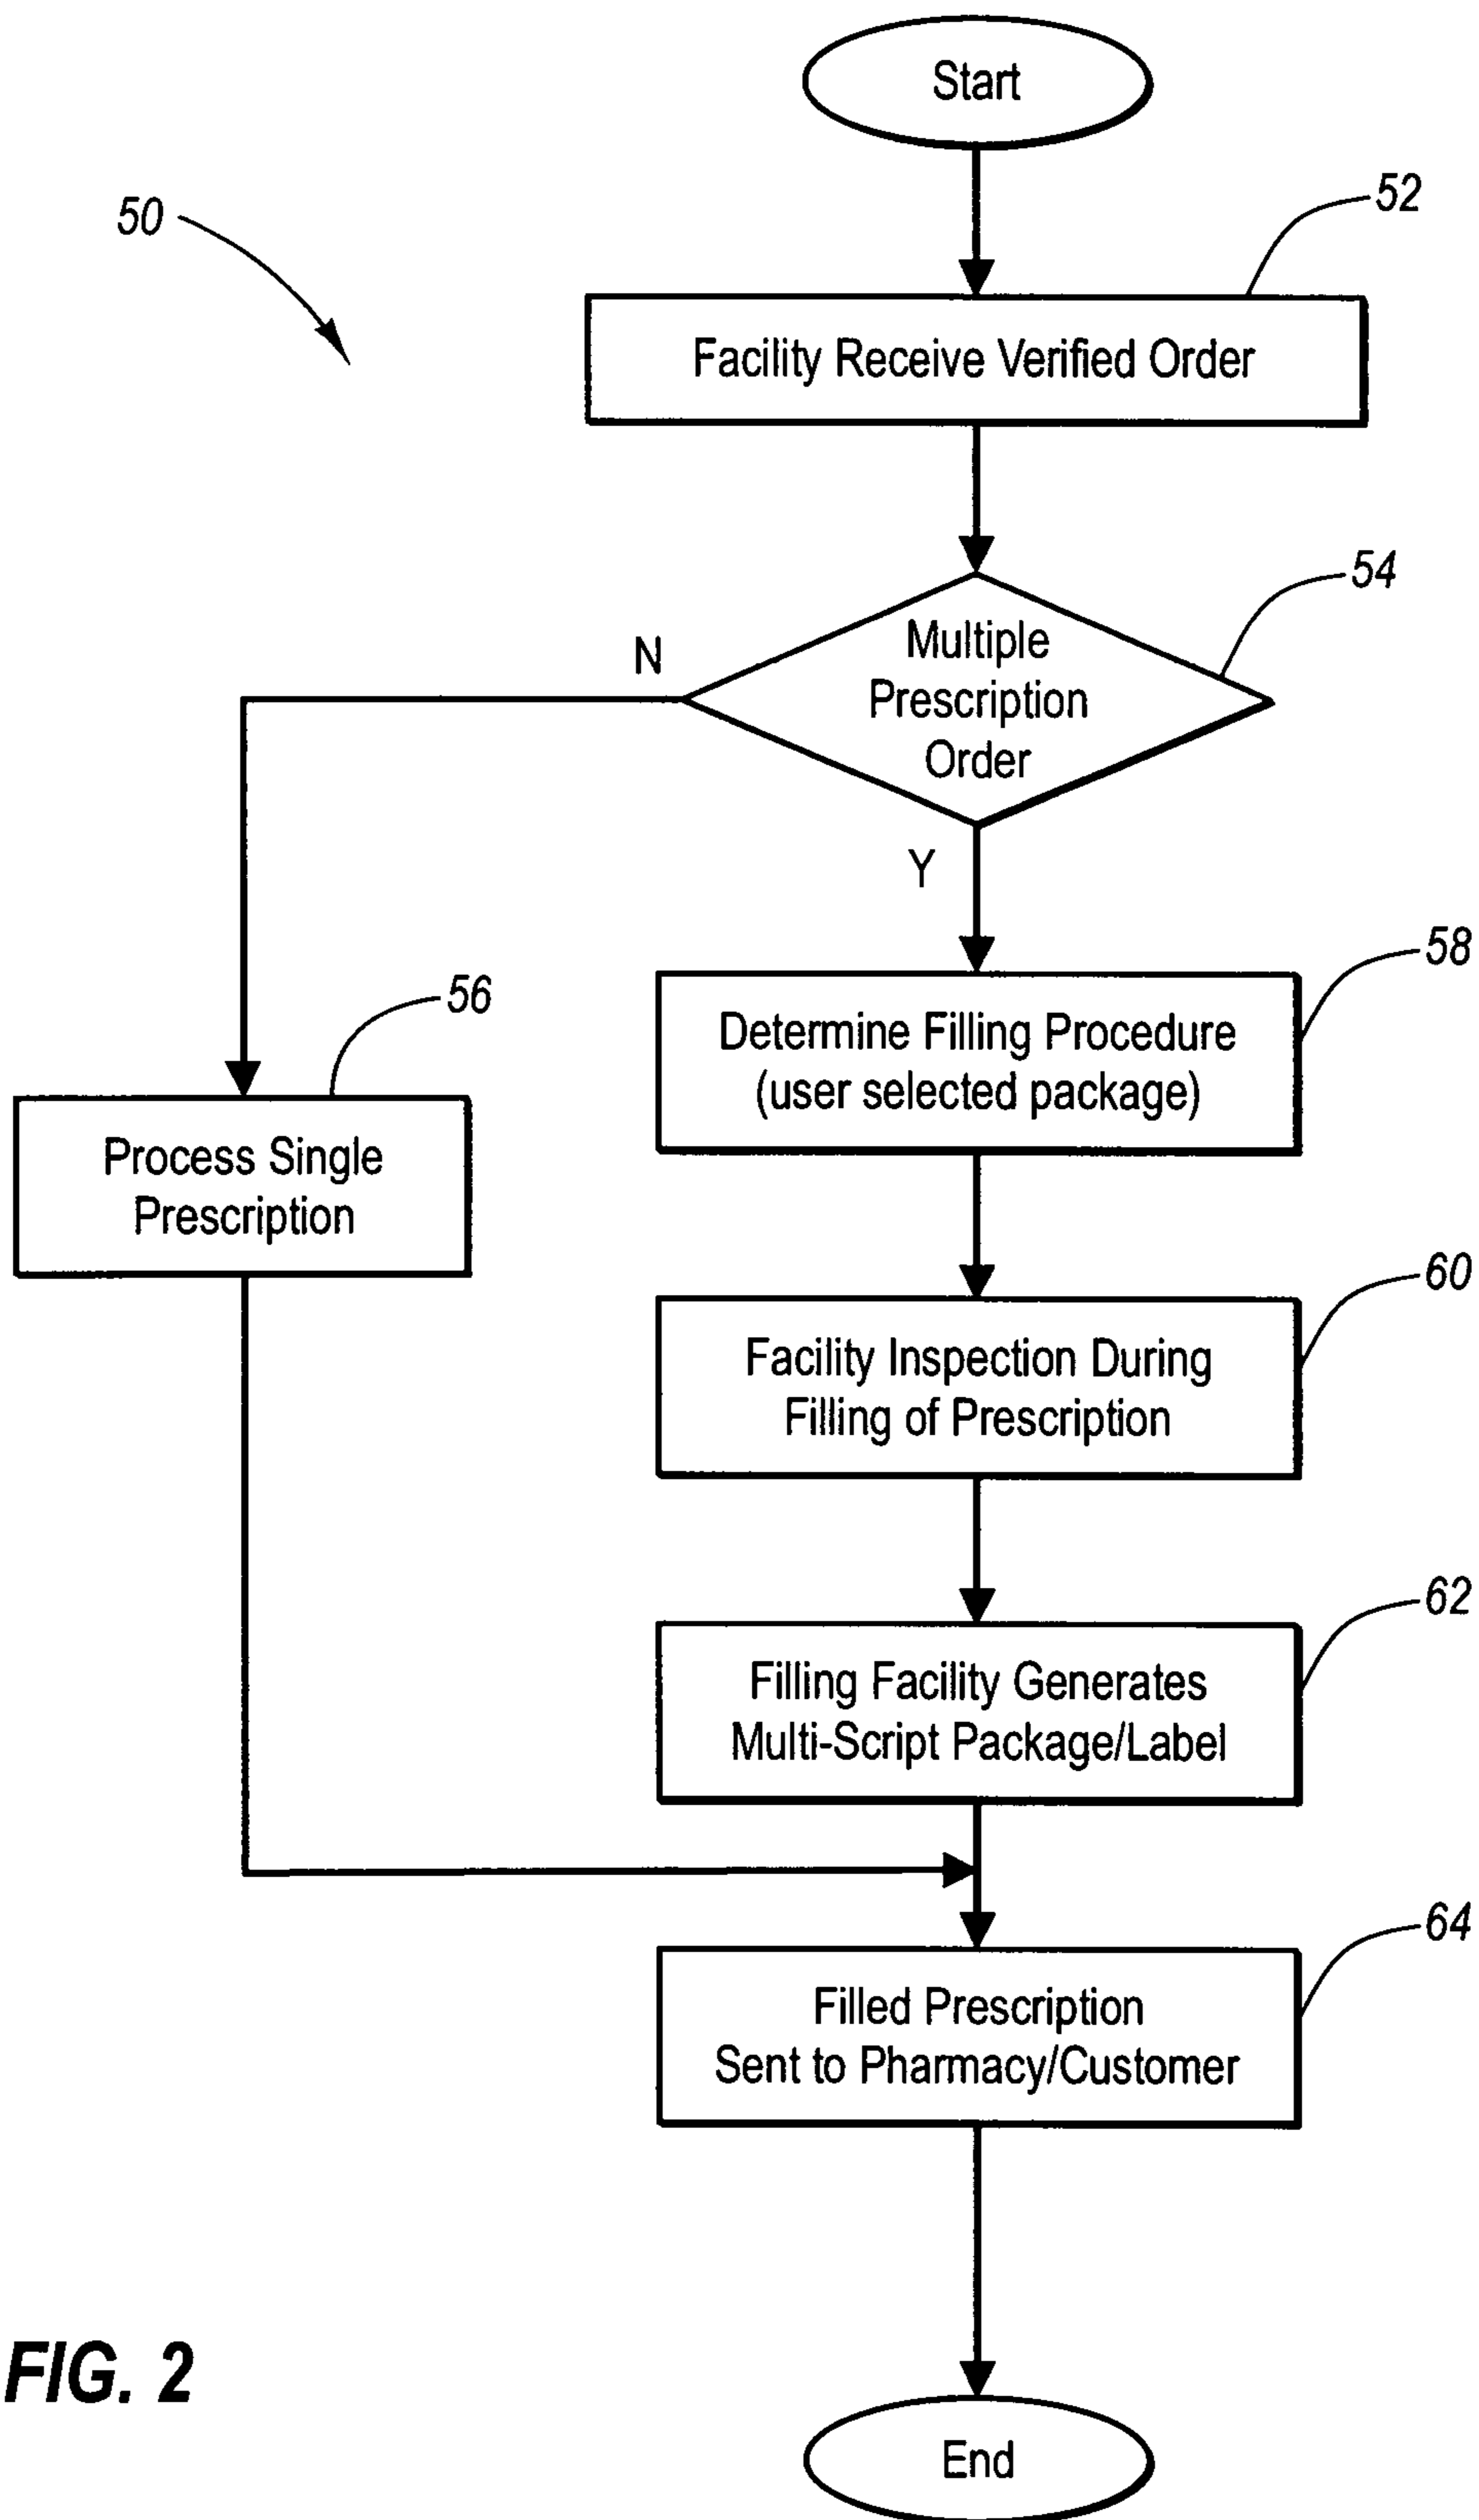 Start
50
52
Facility Receive Verified Order
54
N
Multiple
Prescription
Order
Y
58
Determine Filling Procedure
(user selected package)
56
Process Single
Prescription
60
Facility Inspection During
Filling of Prescription
62
Filling Facility Generates
Multi-Script Package/Label
64
Filled Prescription
Sent to Pharmacy/Customer
FIG. 2
End